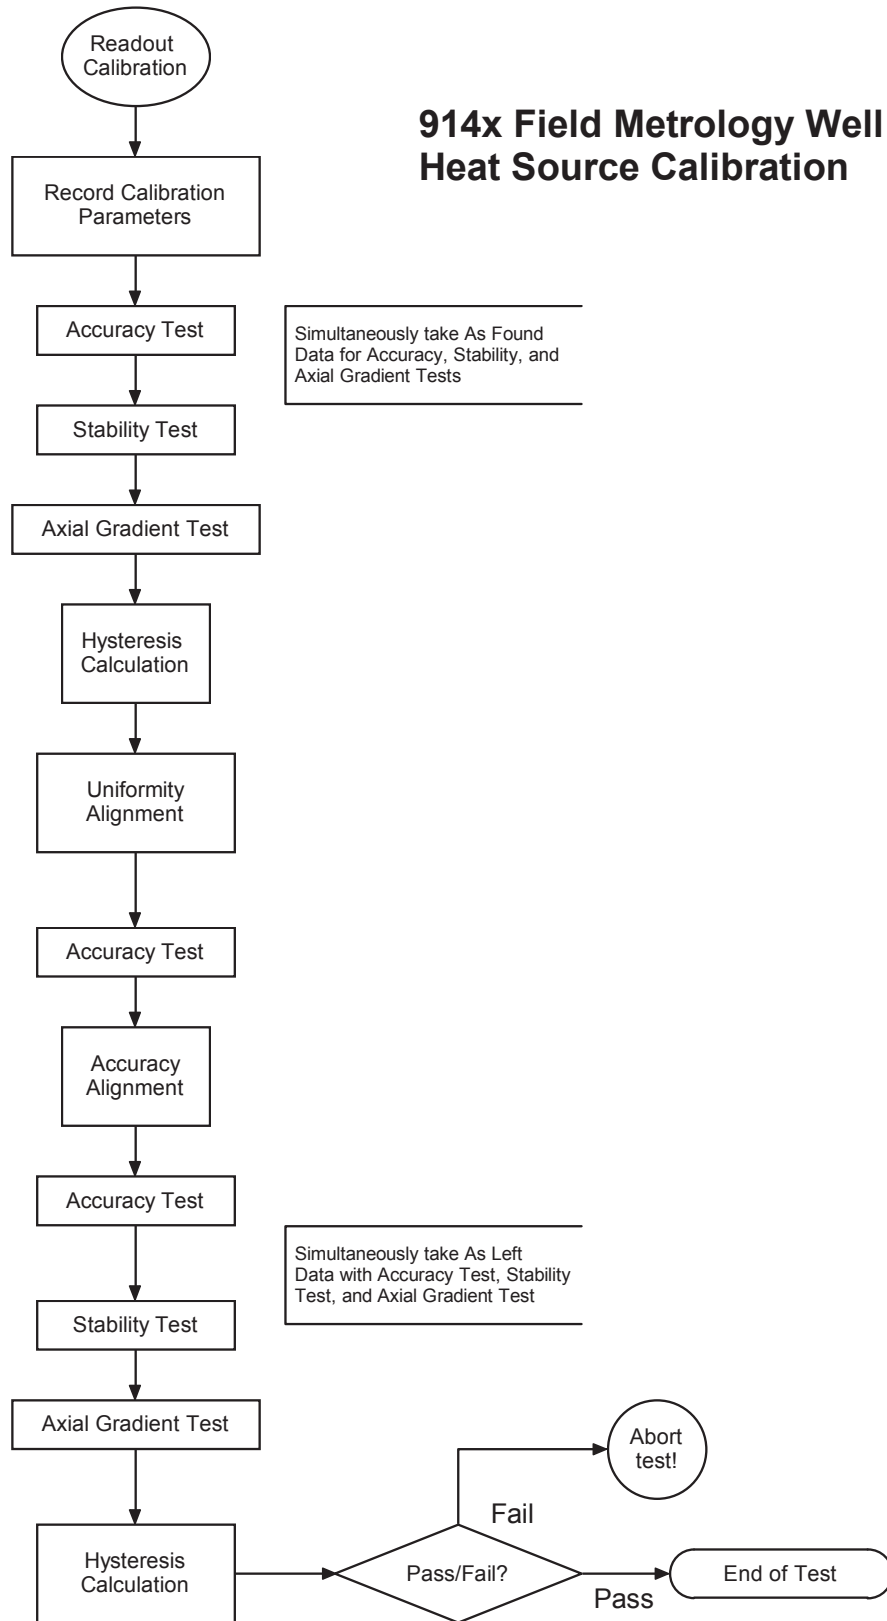 Readout
Calibration
914x Field Metrology Well
Heat Source Calibration
Record Calibration
Parameters
Accuracy Test
Simultaneously take As Found
Data for Accuracy, Stability, and
Axial Gradient Tests
Stability Test
Axial Gradient Test
Hysteresis
Calculation
Uniformity
Alignment
Accuracy Test
Accuracy
Alignment
Accuracy Test
Simultaneously take As Left
Data with Accuracy Test, Stability
Test, and Axial Gradient Test
Stability Test
Axial Gradient Test
Abort
test!
Fail
Hysteresis
Calculation
Pass/Fail?
Pass
End of Test